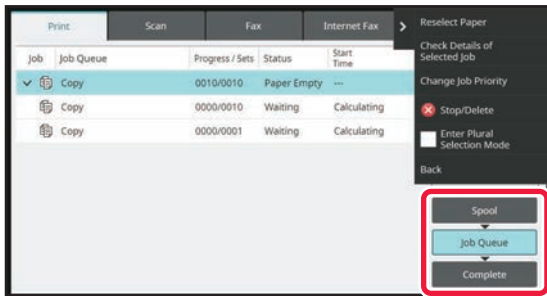 Print Scan Fax Internet Fax
Job Job Queue Progress / Sets Status Start
Time
Copy 0010/0010 Paper Empty ---
Copy 0000/0010 Waiting Calculating
Copy 0000/0001 Waiting Calculating
Reselect Paper
Check Details of
Selected Job
Change Job Priority
Stop/Delete
Enter Plural
Selection Mode
Back
Spool
Job Queue
Complete